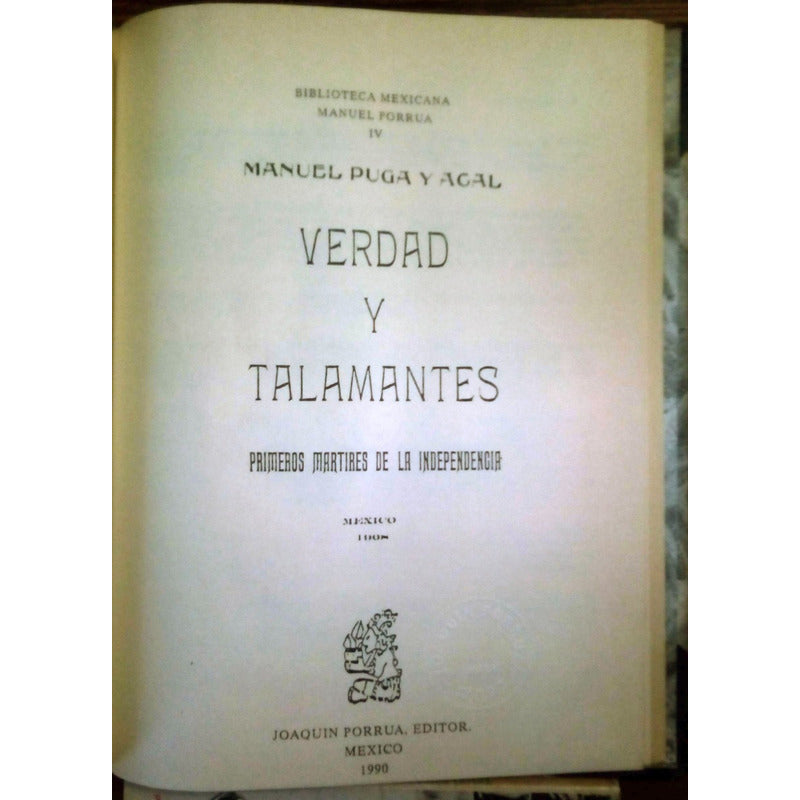 BIBLIOTECA MEXICANA
MANUEL PORRUA
IV
MANUEL PUGA Y ACAL
VERDAD
Y
TALAMANTES
PRIMEROS MARTIRES DE LA INDEPENDENCIA
MEXICO
1908
JOAQUIN PORRUA, EDITOR.
MEXICO
1990